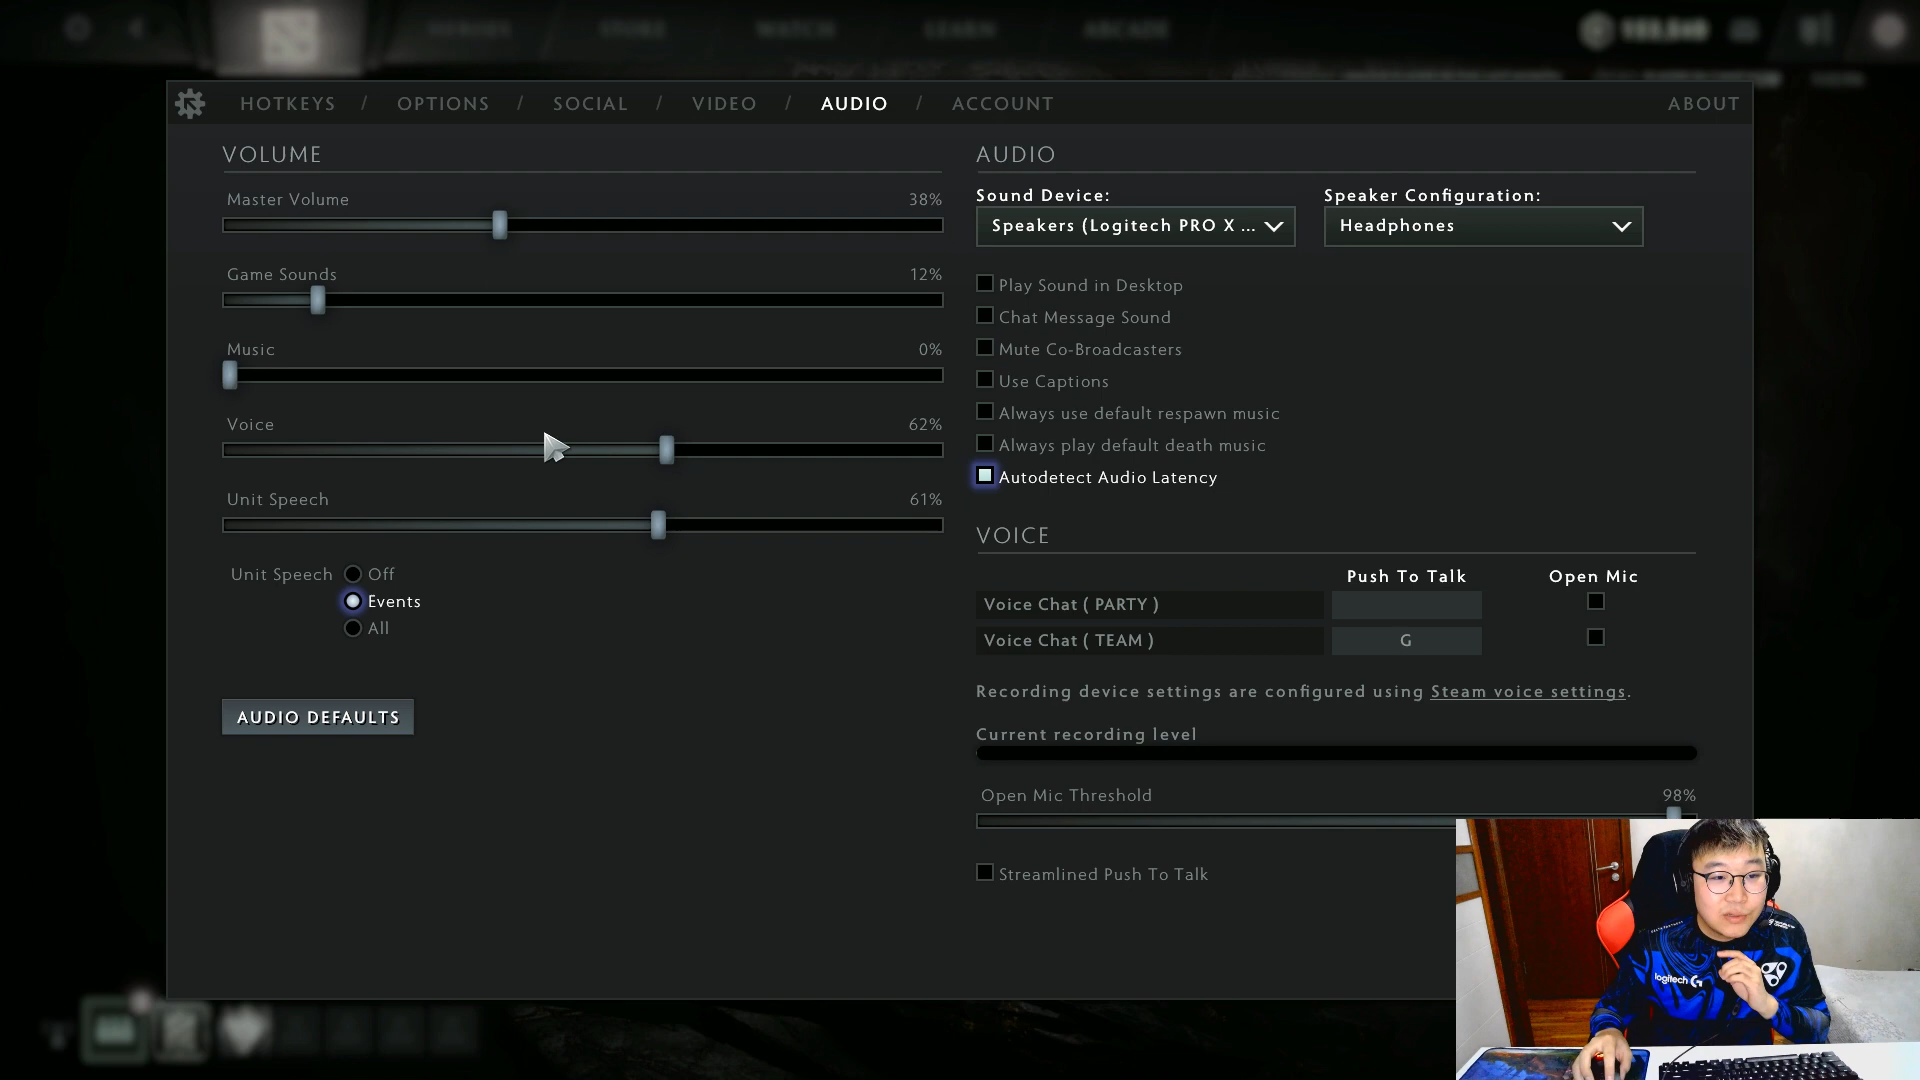 HEROES
STORE
WATCH
LEARN
ARCADE
HOTKEYS / OPTIONS / SOCIAL / VIDEO / AUDIO / ACCOUNT
ABOUT
VOLUME
Master Volume 38%
Game Sounds 12%
Music 0%
Voice 62%
Unit Speech 61%
Unit Speech Off
Events
All
AUDIO DEFAULTS
AUDIO
Sound Device: Speaker Configuration:
Speakers (Logitech PRO X ... Headphones
Play Sound in Desktop
Chat Message Sound
Mute Co-Broadcasters
Use Captions
Always use default respawn music
Always play default death music
Autodetect Audio Latency
VOICE
Push To Talk Open Mic
Voice Chat ( PARTY )
Voice Chat ( TEAM ) G
Recording device settings are configured using Steam voice settings.
Current recording level
Open Mic Threshold 98%
Streamlined Push To Talk
logitech G